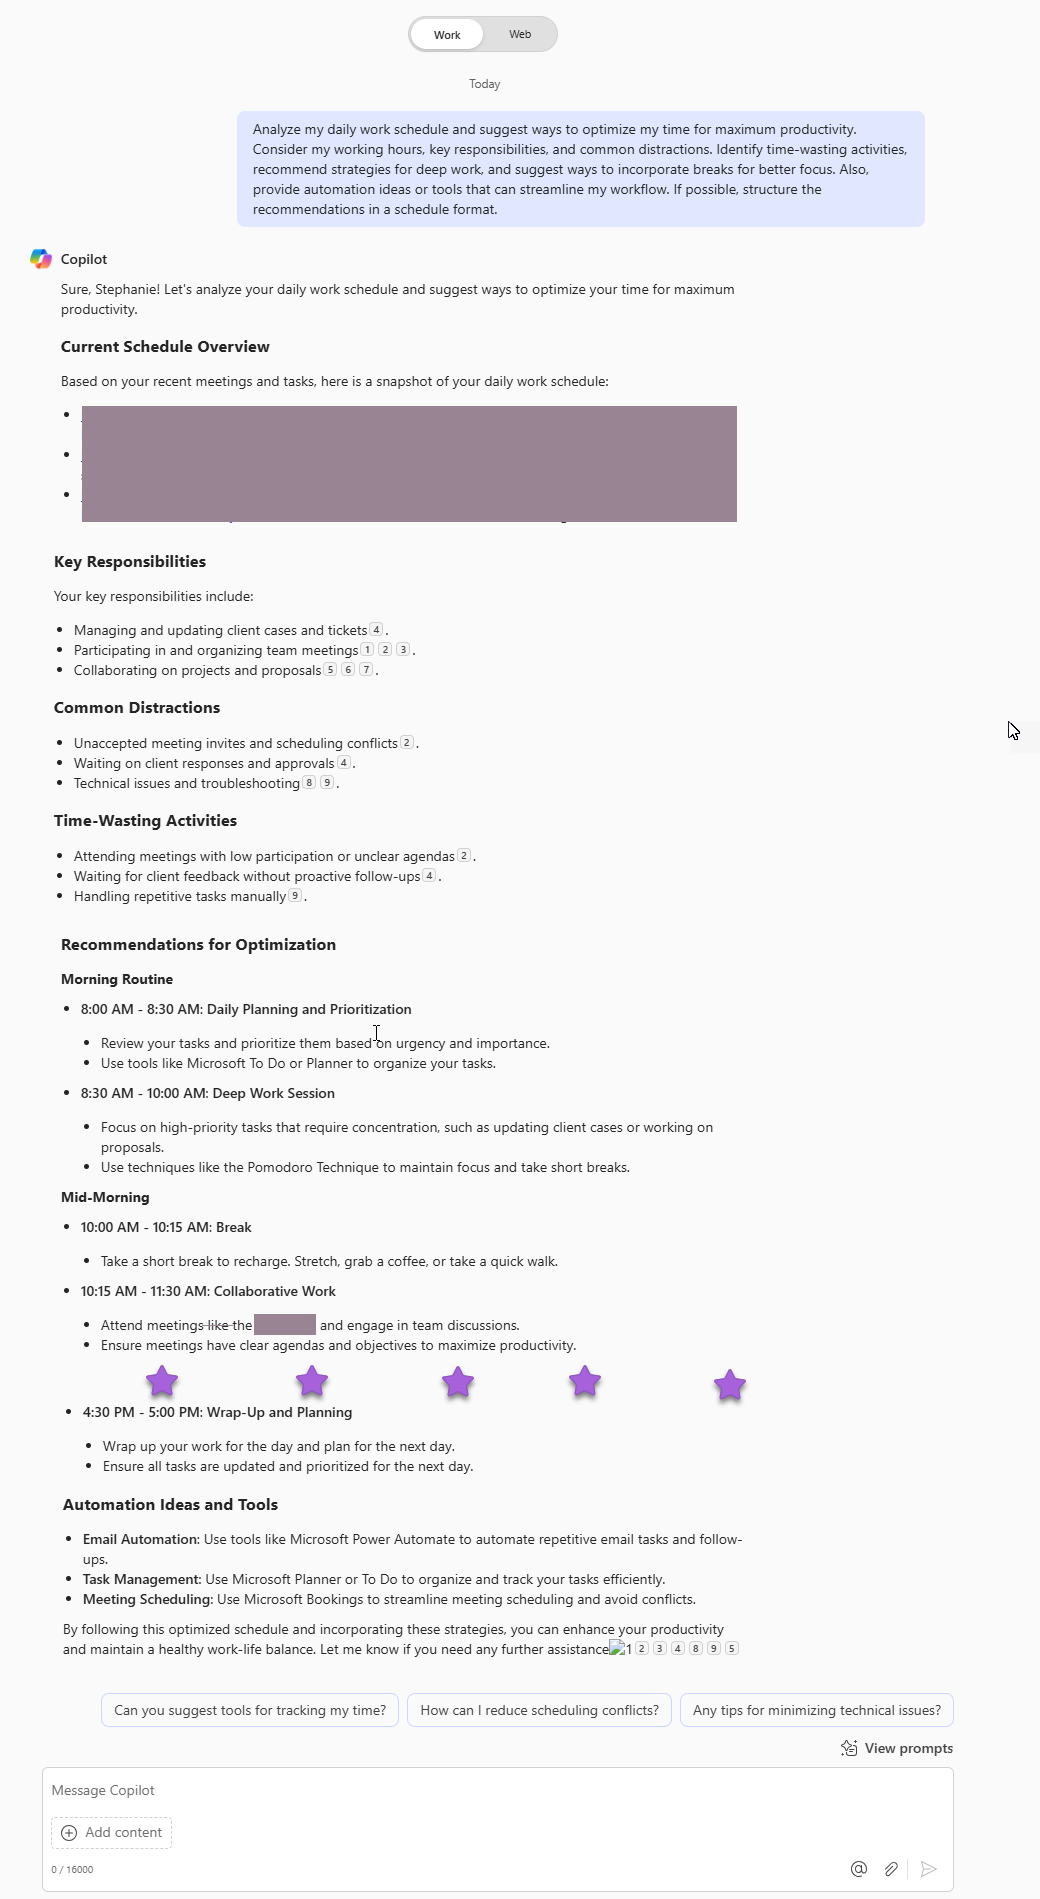 Work
Web
Today
Analyze my daily work schedule and suggest ways to optimize my time for maximum productivity.
Consider my working hours, key responsibilities, and common distractions. Identify time-wasting activities,
recommend strategies for deep work, and suggest ways to incorporate breaks for better focus. Also,
provide automation ideas or tools that can streamline my workflow. If possible, structure the
recommendations in a schedule format.
Copilot
Sure, Stephanie! Let's analyze your daily work schedule and suggest ways to optimize your time for maximum
productivity.
Current Schedule Overview
Based on your recent meetings and tasks, here is a snapshot of your daily work schedule:
Key Responsibilities
Your key responsibilities include:
• Managing and updating client cases and tickets 4 .
• Participating in and organizing team meetings 1 2 3 .
• Collaborating on projects and proposals 5 6 7 .
Common Distractions
• Unaccepted meeting invites and scheduling conflicts 2 .
• Waiting on client responses and approvals 4 .
• Technical issues and troubleshooting 8 9 .
Time-Wasting Activities
• Attending meetings with low participation or unclear agendas 2 .
• Waiting for client feedback without proactive follow-ups 4 .
• Handling repetitive tasks manually 9 .
Recommendations for Optimization
Morning Routine
• 8:00 AM - 8:30 AM: Daily Planning and Prioritization
• Review your tasks and prioritize them based on urgency and importance.
• Use tools like Microsoft To Do or Planner to organize your tasks.
• 8:30 AM - 10:00 AM: Deep Work Session
• Focus on high-priority tasks that require concentration, such as updating client cases or working on
proposals.
• Use techniques like the Pomodoro Technique to maintain focus and take short breaks.
Mid-Morning
• 10:00 AM - 10:15 AM: Break
• Take a short break to recharge. Stretch, grab a coffee, or take a quick walk.
• 10:15 AM - 11:30 AM: Collaborative Work
• Attend meetings like the and engage in team discussions.
• Ensure meetings have clear agendas and objectives to maximize productivity.
• 4:30 PM - 5:00 PM: Wrap-Up and Planning
• Wrap up your work for the day and plan for the next day.
• Ensure all tasks are updated and prioritized for the next day.
Automation Ideas and Tools
• Email Automation: Use tools like Microsoft Power Automate to automate repetitive email tasks and follow-
ups.
• Task Management: Use Microsoft Planner or To Do to organize and track your tasks efficiently.
• Meeting Scheduling: Use Microsoft Bookings to streamline meeting scheduling and avoid conflicts.
By following this optimized schedule and incorporating these strategies, you can enhance your productivity
and maintain a healthy work-life balance. Let me know if you need any further assistance 1 2 3 4 8 9 5
Can you suggest tools for tracking my time?
How can I reduce scheduling conflicts?
Any tips for minimizing technical issues?
View prompts
Message Copilot
Add content
0 / 16000